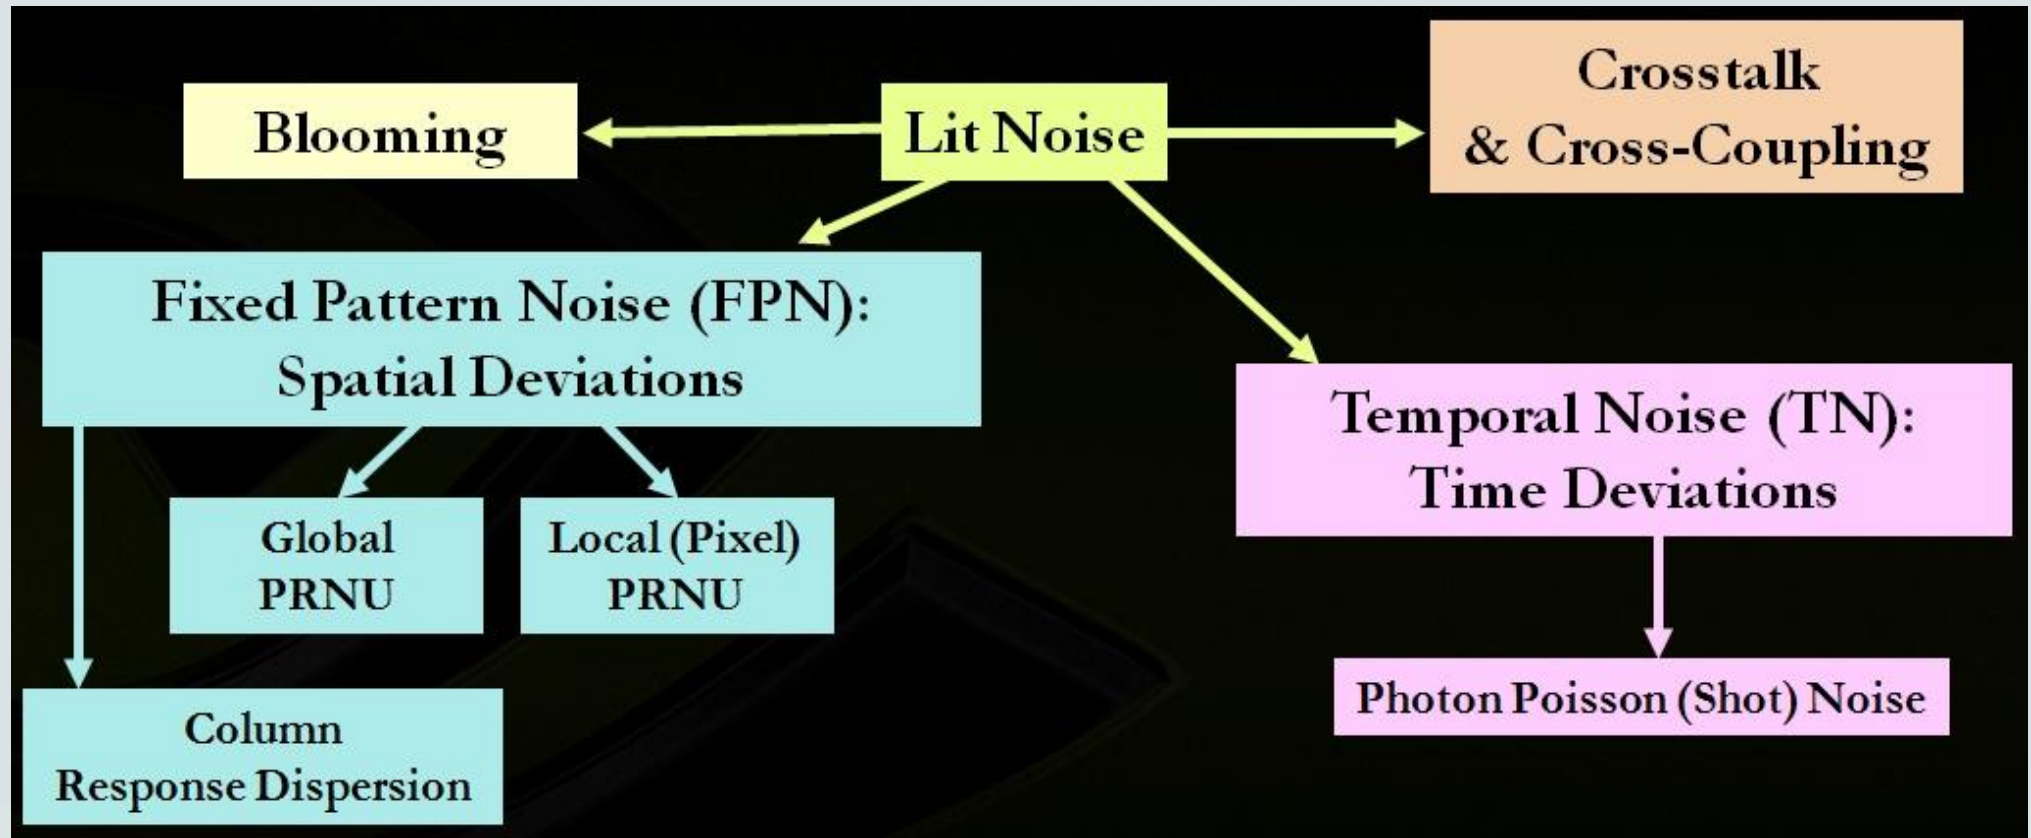 Blooming
Lit Noise
Crosstalk
& Cross-Coupling
Fixed Pattern Noise (FPN):
Spatial Deviations
Temporal Noise (TN):
Time Deviations
Global
PRNU
Local (Pixel)
PRNU
Photon Poisson (Shot) Noise
Column
Response Dispersion